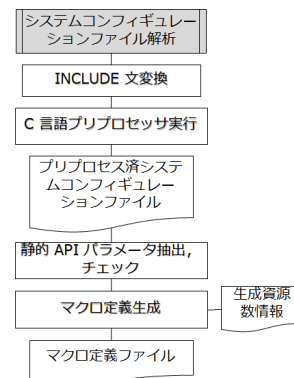 システムコンフィギュレー
ションファイル解析
INCLUDE 文変換
C 言語プリプロセッサ実行
プリプロセス済システ
ムコンフィギュレー
ションファイル
静的 API パラメータ抽出,
チェック
マクロ定義生成
生成資源
数情報
マクロ定義ファイル